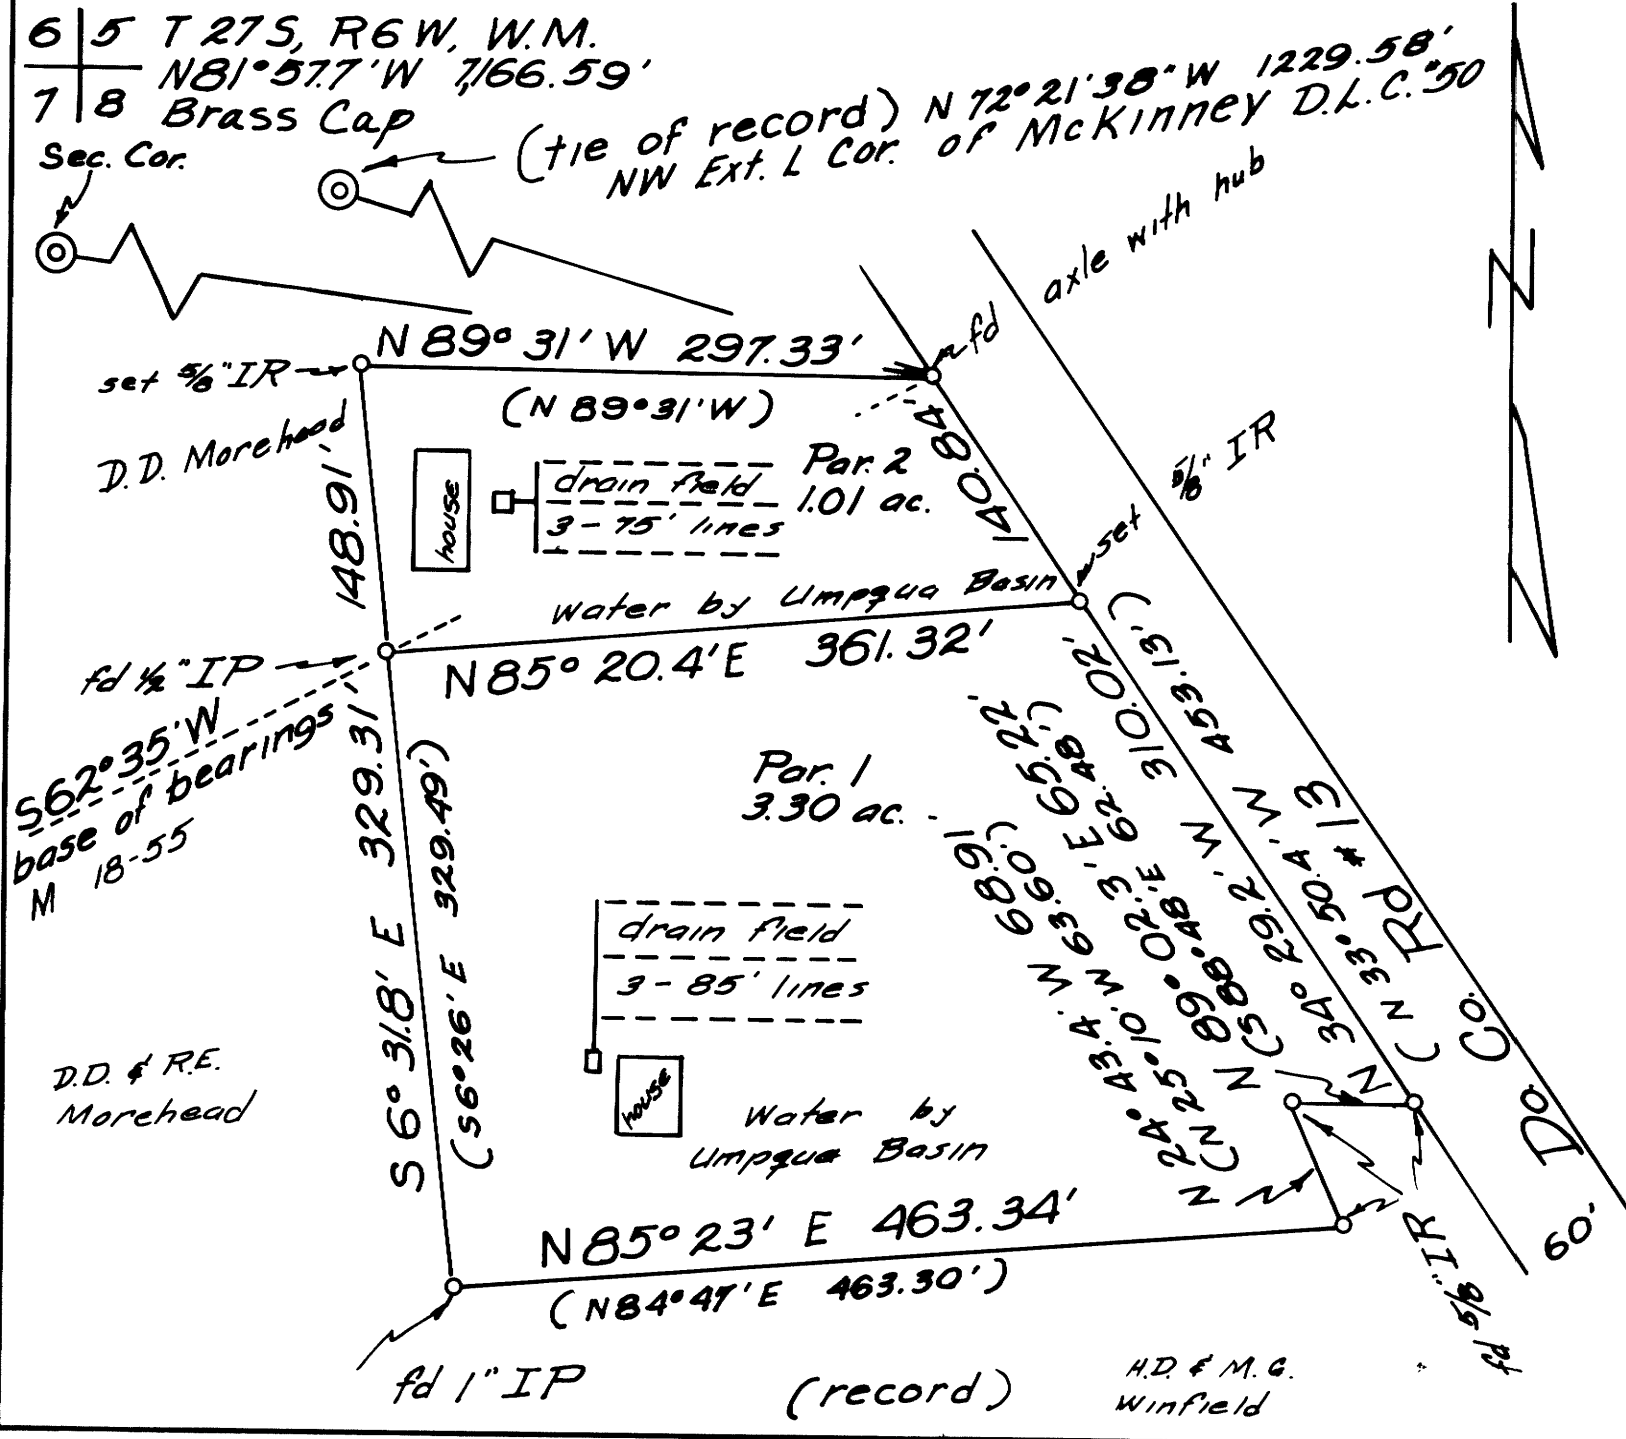 6 5 T 27 S, R 6 W, W.M.
7 8 N 81° 57.7' W 7,166.59'
Brass Cap
Sec. Cor.
(tie of record) N 72° 21' 38" W 1229.58'
NW Ext. L Cor. of McKinney D.L.C. #50
fd axle with hub
N
N 89° 31' W 297.33'
(N 89° 31' W)
set 5/8" IR
D.D. Morehead
148.91'
house
drain field
3 - 75' lines
Par. 2
1.01 ac.
140.84'
set 5/8" IR
Water by Umpqua Basin
N 85° 20.4' E 361.32'
fd 1/2" IP
S 62° 35' W
base of bearings
M 18-55
S 6° 31.8' E 329.31'
(S 6° 26' E 329.49')
Par. 1
3.30 ac.
drain field
3 - 85' lines
house
Water by
Umpqua Basin
D.D. & R.E.
Morehead
N 24° 43.4' W 68.91
(N 25° 10' W 63.60')
N 89° 02.3' E 65.22'
(S 88° 48' E 62.48')
N 34° 29.2' W 310.02'
(N 33° 50.4' W 453.13')
Do. Co. Rd # 13
60'
N 85° 23' E 463.34'
(N 84° 47' E 463.30')
fd 5/8" IR
fd 1" IP
(record)
H.D. & M.G.
Winfield